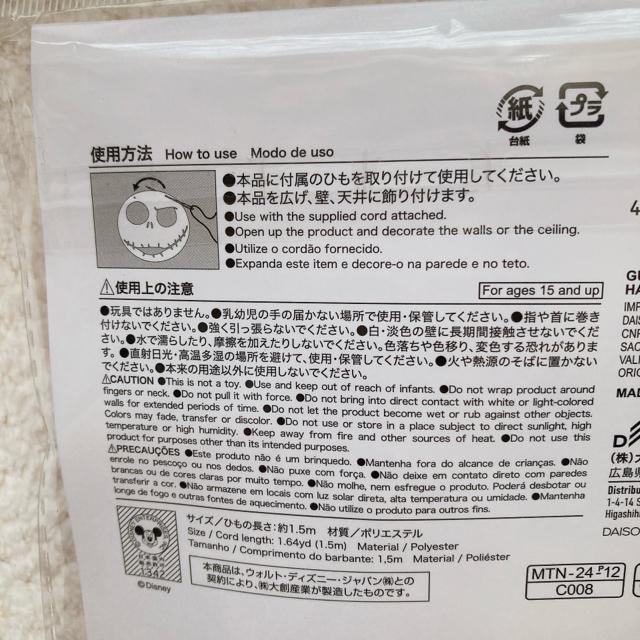 紙
プラ
台紙
袋
使用方法 How to use Modo de uso
●本品に付属のひもを取り付けて使用してください。
●本品を広げ、壁、天井に飾り付けます。
●Use with the supplied cord attached.
●Open up the product and decorate the walls or the ceiling.
●Utilize o cordão fornecido.
●Expanda este item e decore-o na parede e no teto.
⚠使用上の注意
For ages 15 and up
●玩具ではありません。●乳幼児の手の届かない場所で使用・保管してください。●指や首に巻き
付けないでください。●強く引っ張らないでください。●白・淡色の壁に長期間接触させないでくだ
さい。●水で濡らしたり、摩擦を加えたりしないでください。色落ちや色移り、変色する恐れがありま
す。●直射日光・高温多湿の場所を避けて、使用・保管してください。●火や熱源のそばに置かない
でください。●本来の用途以外に使用しないでください。
⚠CAUTION ●This is not a toy. ●Use and keep out of reach of infants. ●Do not wrap product around
fingers or neck. ●Do not pull it with force. ●Do not bring into direct contact with white or light-colored
walls for extended periods of time. ●Do not let the product become wet or rub against other objects.
Colors may fade, transfer or discolor. ●Do not use or store in a place subject to direct sunlight, high
temperature or high humidity. ●Keep away from fire and other sources of heat. ●Do not use this
product for purposes other than its intended purposes.
⚠PRECAUÇÕES ●Este produto não é um brinquedo. ●Mantenha fora do alcance de crianças. ●Não
enrole no pescoço ou nos dedos. ●Não puxe com força. ●Não deixe em contato direto com paredes
brancas ou de cores claras por muito tempo. ●Não molhe, nem esfregue o produto. Poderá desbotar ou
transferir a cor. ●Não armazene em locais com luz solar direta, alta temperatura ou umidade. ●Mantenha
longe de fogo e outras fontes de aquecimento. ●Não utilize o produto para outros fins.
サイズ/ひもの長さ:約1.5m 材質/ポリエステル
Size / Cord length: 1.64yd (1.5m) Material / Polyester
Tamanho / Comprimento do barbante: 1,5m Material / Poliéster
本商品は、ウォルト・ディズニー・ジャパン㈱との
契約により、㈱大創産業が製造したものです。
1347
©Disney
4
GU
HA
IMP
DAIS
CNP
SAC
VALI
ORIG
MAD
D
(株)大
広島県
Distribu
1-4-14 S
Higashihi
DAISO
MTN-24-P12
C008